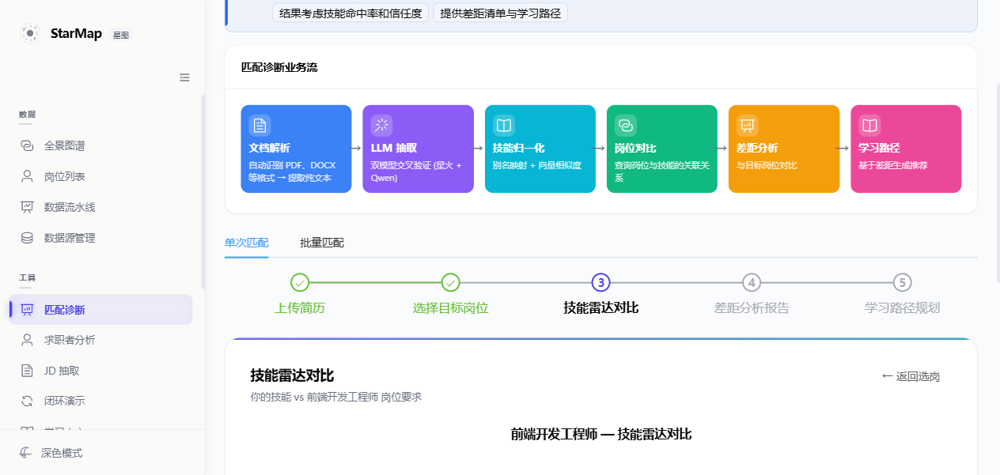 StarMap 星图
数据
全景图谱
岗位列表
数据流水线
数据源管理
工具
匹配诊断
求职者分析
JD 抽取
闭环演示
深色模式
结果考虑技能命中率和信任度
提供差距清单与学习路径
匹配诊断业务流
文档解析
自动识别 PDF、DOCX
等格式 → 提取纯文本
LLM 抽取
双模型交叉验证 (星火 +
Qwen)
技能归一化
别名映射 + 向量相似度
岗位对比
查询岗位与技能的关联关
系
差距分析
与目标岗位对比
学习路径
基于差距生成推荐
单次匹配
批量匹配
上传简历
选择目标岗位
3
技能雷达对比
4
差距分析报告
5
学习路径规划
技能雷达对比
← 返回选岗
你的技能 vs 前端开发工程师 岗位要求
前端开发工程师 — 技能雷达对比